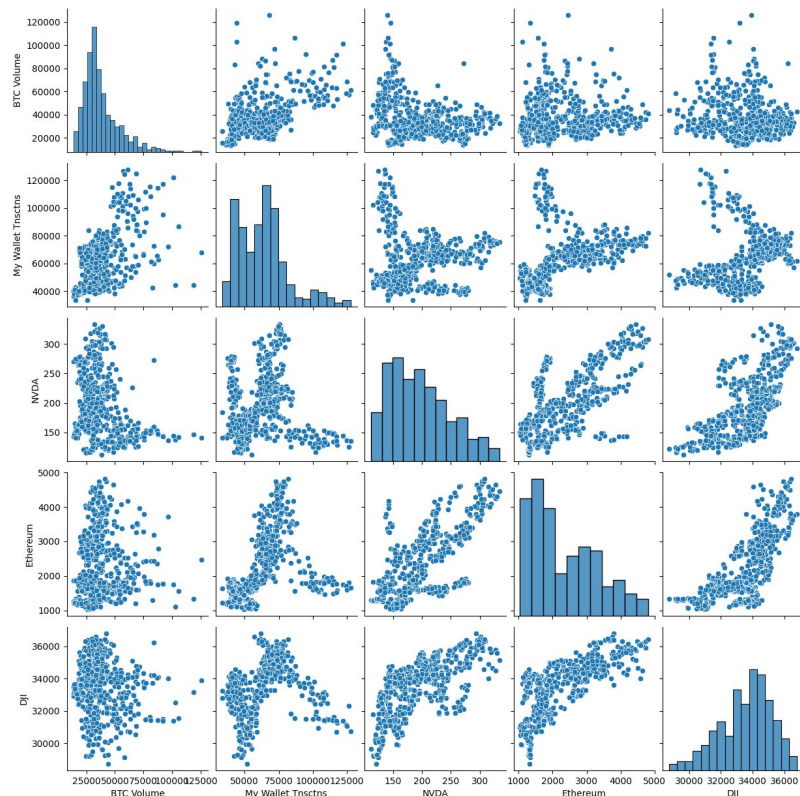 120000
100000
80000
60000
40000
20000
BTC Volume
120000
100000
80000
60000
40000
My Wallet Tnsctns
300
250
200
150
NVDA
5000
4000
3000
2000
1000
Ethereum
36000
34000
32000
30000
DJI
25000 50000 75000 100000 125000
BTC Volume
50000 75000 100000 125000
My Wallet Tnsctns
150 200 250 300
NVDA
1000 2000 3000 4000 5000
Ethereum
30000 32000 34000 36000
DJI